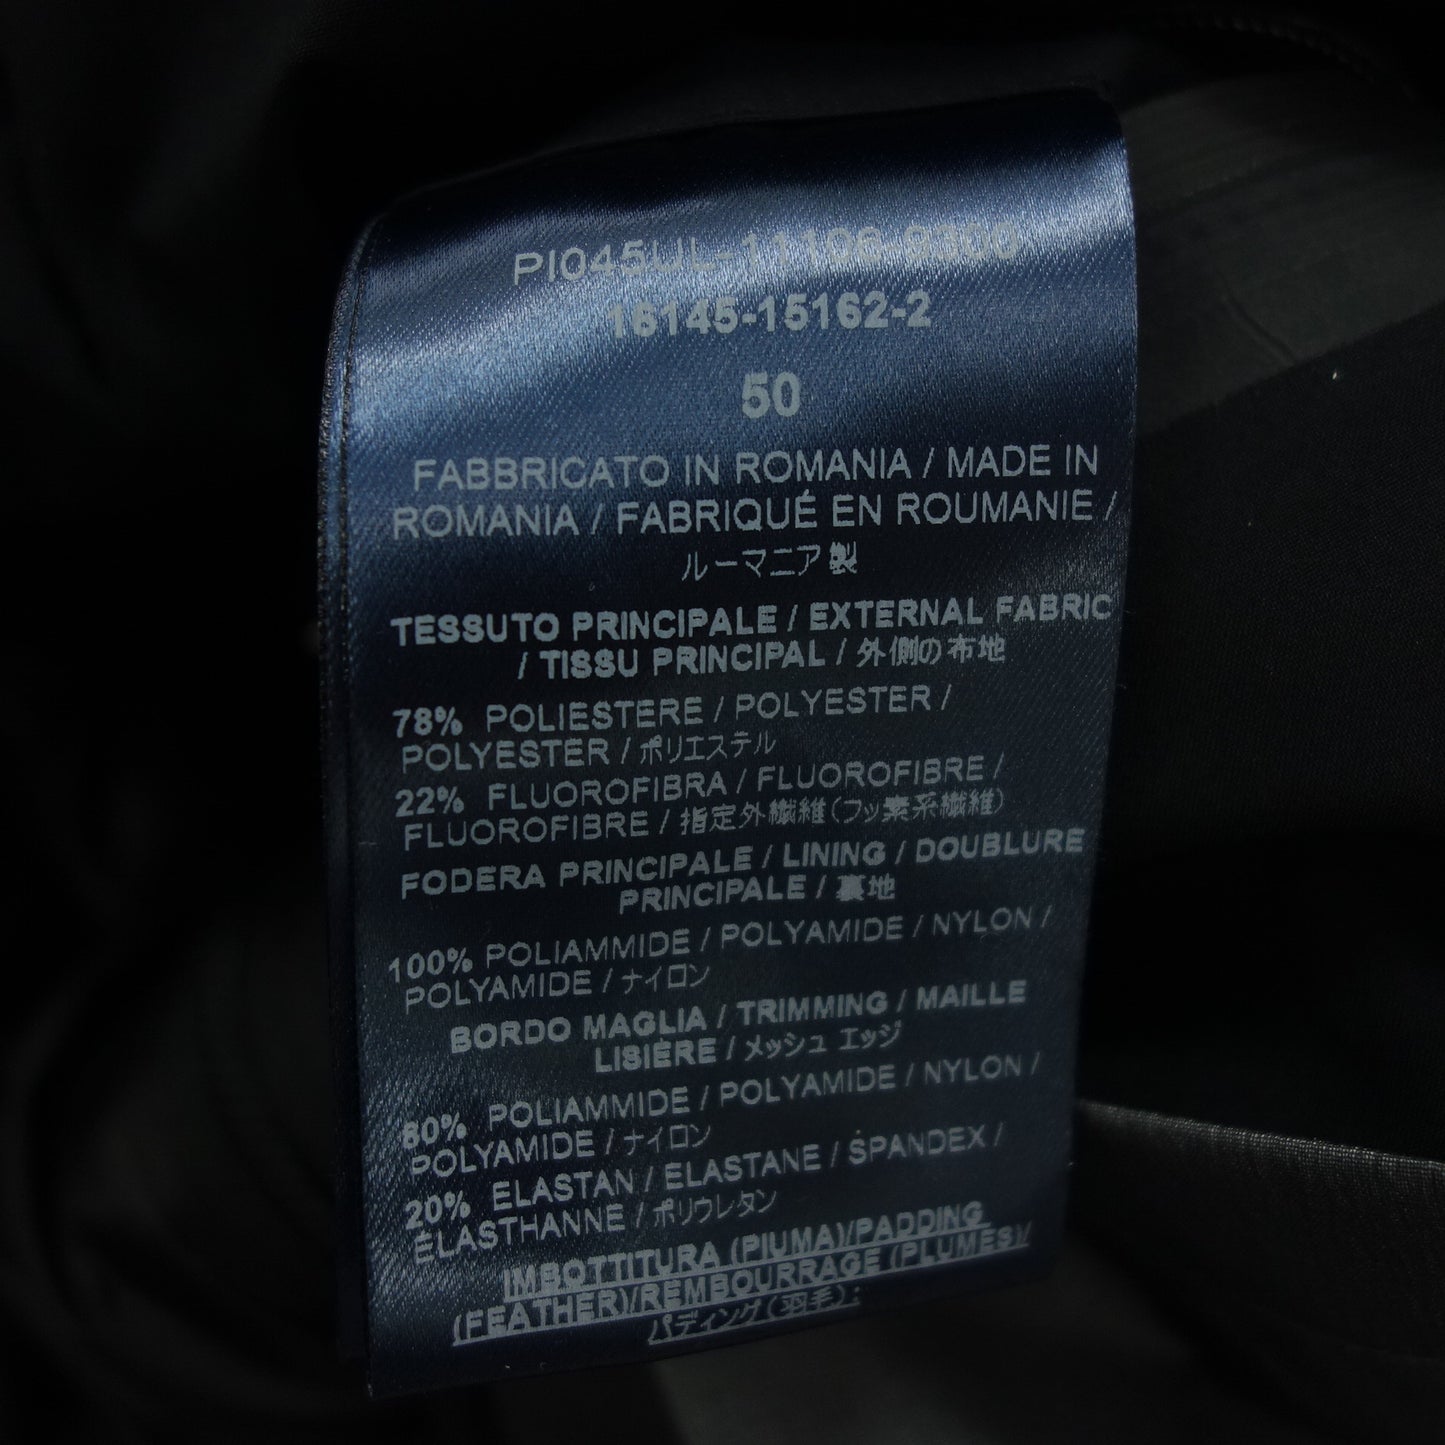 PI045UL-11106-9300
16145-15162-2
50
FABBRICATO IN ROMANIA / MADE IN
ROMANIA / FABRIQUÉ EN ROUMANIE /
ルーマニア製
TESSUTO PRINCIPALE / EXTERNAL FABRIC
/ TISSU PRINCIPAL / 外側の布地
78% POLIESTERE / POLYESTER /
POLYESTER / ポリエステル
22% FLUOROFIBRA / FLUOROFIBRE /
FLUOROFIBRE / 指定外繊維(フッ素系繊維)
FODERA PRINCIPALE / LINING / DOUBLURE
PRINCIPALE / 裏地
100% POLIAMMIDE / POLYAMIDE / NYLON /
POLYAMIDE / ナイロン
BORDO MAGLIA / TRIMMING / MAILLE
LISIÈRE / メッシュ エッジ
80% POLIAMMIDE / POLYAMIDE / NYLON /
POLYAMIDE / ナイロン
20% ELASTAN / ELASTANE / SPANDEX /
ÉLASTHANNE / ポリウレタン
IMBOTTITURA (PIUMA)/PADDING
(FEATHER)/REMBOURRAGE (PLUMES)/
パディング(羽毛):